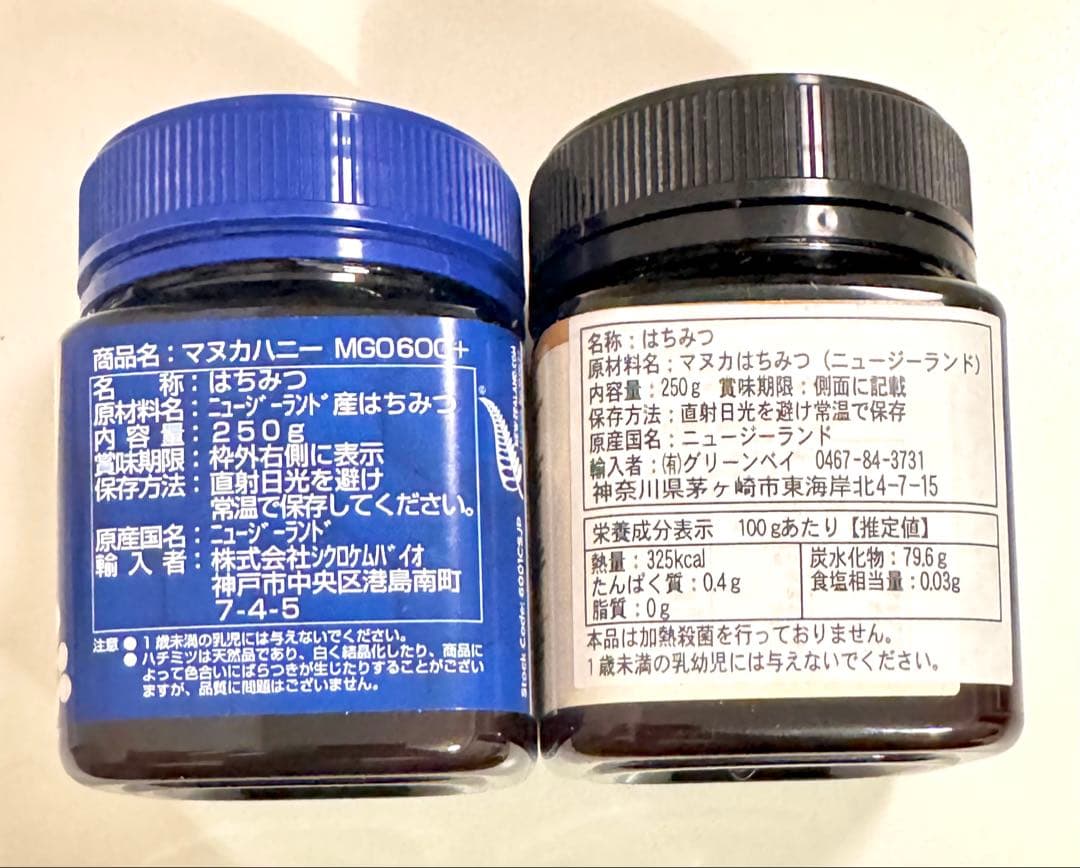 商品名：マヌカハニー MGO600+
名　称：はちみつ
原材料名：ﾆｭｰｼﾞｰﾗﾝﾄﾞ産はちみつ
内容量：２５０ｇ
賞味期限：枠外右側に表示
保存方法：直射日光を避け
常温で保存してください。
原産国名：ﾆｭｰｼﾞｰﾗﾝﾄﾞ
輸入者：株式会社ｼｸﾛｹﾑﾊﾞｲｵ
神戸市中央区港島南町
7-4-5
注意 ●１歳未満の乳児には与えないでください。
●ハチミツは天然品であり、白く結晶化したり、商品に
よって色合いにばらつきが生じたりすることがござい
ますが、品質に問題はございません。
Stock Code:
名称：はちみつ
原材料名：マヌカはちみつ（ニュージーランド）
内容量：250ｇ　賞味期限：側面に記載
保存方法：直射日光を避け常温で保存
原産国名：ニュージーランド
輸入者：㈲グリーンベイ　0467-84-3731
神奈川県茅ヶ崎市東海岸北4-7-15
栄養成分表示　100ｇあたり【推定値】
熱量：325kcal　炭水化物：79.6ｇ
たんぱく質：0.4ｇ　食塩相当量：0.03ｇ
脂質：0ｇ
本品は加熱殺菌を行っておりません。
１歳未満の乳幼児には与えないでください。